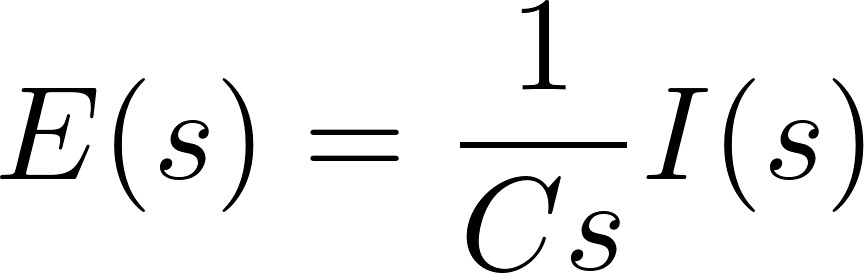 E(s) = \frac{1}{Cs} I(s)